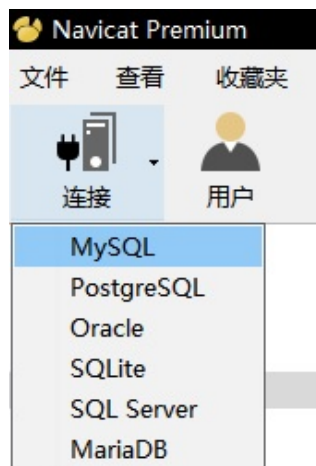 Navicat Premium
文件 查看 收藏夹
连接 用户
MySQL
PostgreSQL
Oracle
SQLite
SQL Server
MariaDB